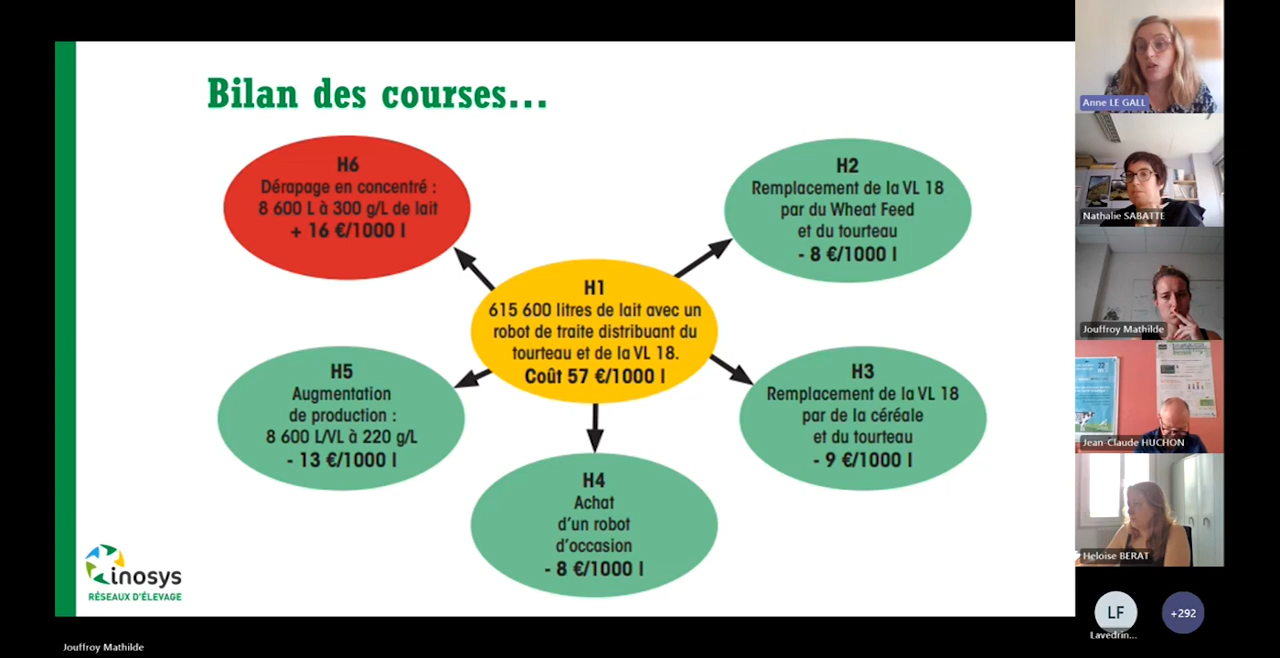 Bilan des courses...
H6
Dérapage en concentré :
8 600 L à 300 g/L de lait
+ 16 €/1000 l
H2
Remplacement de la VL 18
par du Wheat Feed
et du tourteau
- 8 €/1000 l
H1
615 600 litres de lait avec un
robot de traite distribuant du
tourteau et de la VL 18.
Coût 57 €/1000 l
H5
Augmentation
de production :
8 600 L/VL à 220 g/L
- 13 €/1000 l
H3
Remplacement de la VL 18
par de la céréale
et du tourteau
- 9 €/1000 l
H4
Achat
d'un robot
d'occasion
- 8 €/1000 l
inosys
RÉSEAUX D'ÉLEVAGE
Anne LE GALL
Nathalie SABATTE
Jouffroy Mathilde
Jean-Claude HUCHON
Heloise BERAT
LF
Lavedrin...
+292
Jouffroy Mathilde